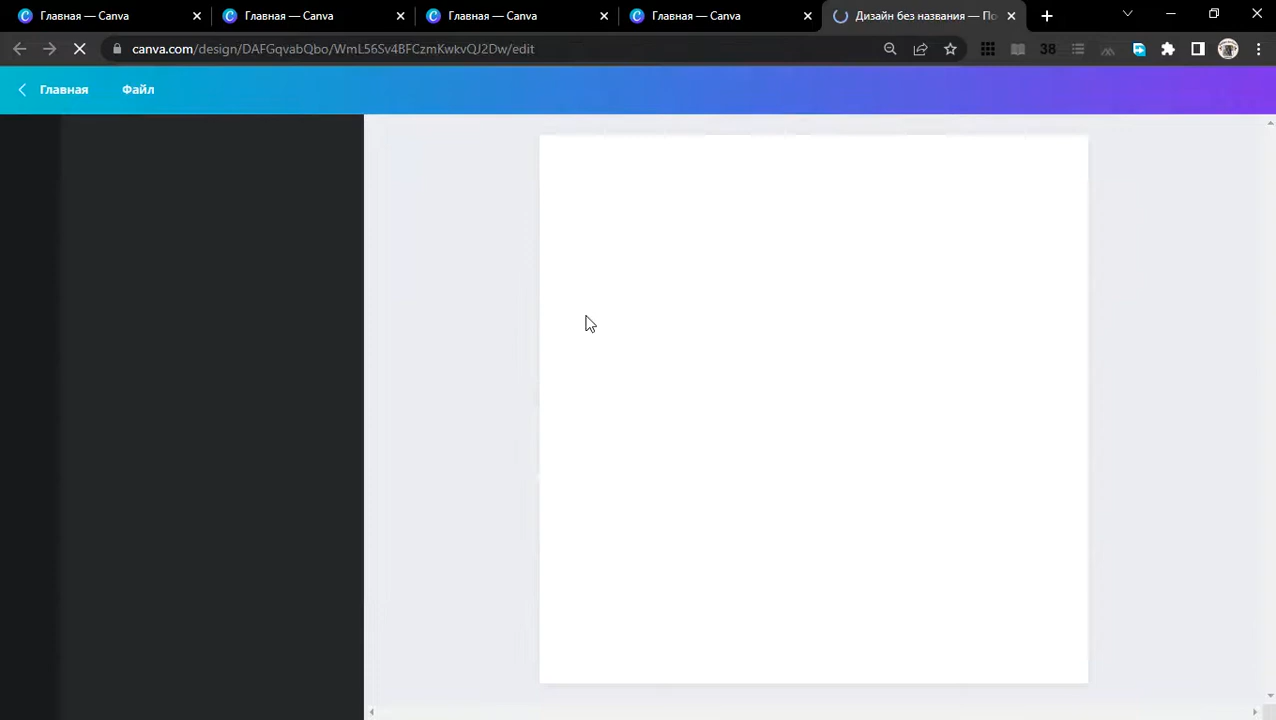 Главная — Canva
Главная — Canva
Главная — Canva
Главная — Canva
Дизайн без названия — По
canva.com/design/DAFGqvabQbo/WmL56Sv4BFCzmKwkvQJ2Dw/edit
38
Главная
Файл